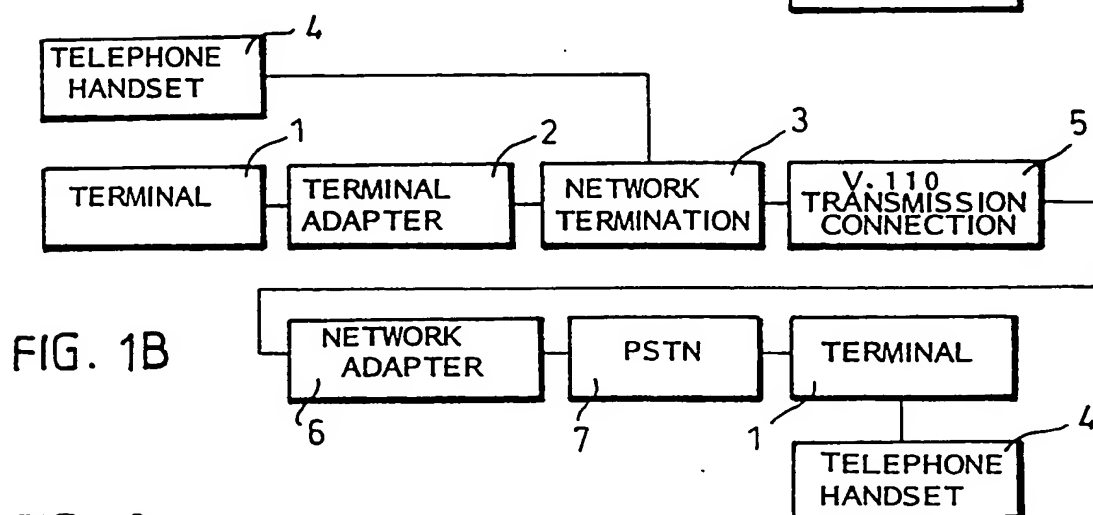 4
TELEPHONE
HANDSET
1
2
3
5
TERMINAL
TERMINAL
ADAPTER
NETWORK
TERMINATION
V.110
TRANSMISSION
CONNECTION
FIG. 1B
NETWORK
ADAPTER
PSTN
TERMINAL
6
7
1
4
TELEPHONE
HANDSET